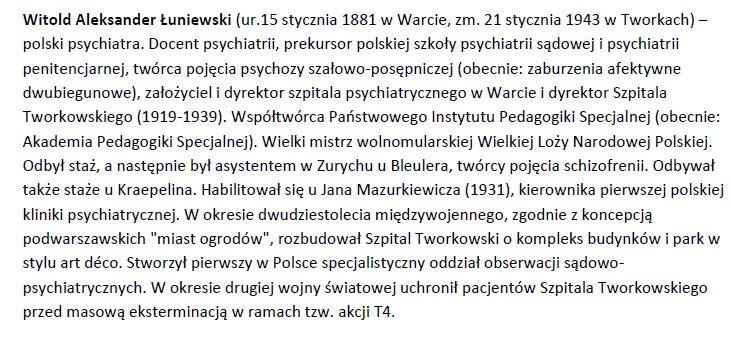 Witold Aleksander Łuniewski (ur.15 stycznia 1881 w Warcie, zm. 21 stycznia 1943 w Tworkach) –
polski psychiatra. Docent psychiatrii, prekursor polskiej szkoły psychiatrii sądowej i psychiatrii
penitencjarnej, twórca pojęcia psychozy szałowo-posępniczej (obecnie: zaburzenia afektywne
dwubiegunowe), założyciel i dyrektor szpitala psychiatrycznego w Warcie i dyrektor Szpitala
Tworkowskiego (1919-1939). Współtwórca Państwowego Instytutu Pedagogiki Specjalnej (obecnie:
Akademia Pedagogiki Specjalnej). Wielki mistrz wolnomularskiej Wielkiej Loży Narodowej Polskiej.
Odbył staż, a następnie był asystentem w Zurychu u Bleulera, twórcy pojęcia schizofrenii. Odbywał
także staże u Kraepelina. Habilitował się u Jana Mazurkiewicza (1931), kierownika pierwszej polskiej
kliniki psychiatrycznej. W okresie dwudziestolecia międzywojennego, zgodnie z koncepcją
podwarszawskich "miast ogrodów", rozbudował Szpital Tworkowski o kompleks budynków i park w
stylu art déco. Stworzył pierwszy w Polsce specjalistyczny oddział obserwacji sądowo-
psychiatrycznych. W okresie drugiej wojny światowej uchronił pacjentów Szpitala Tworkowskiego
przed masową eksterminacją w ramach tzw. akcji T4.